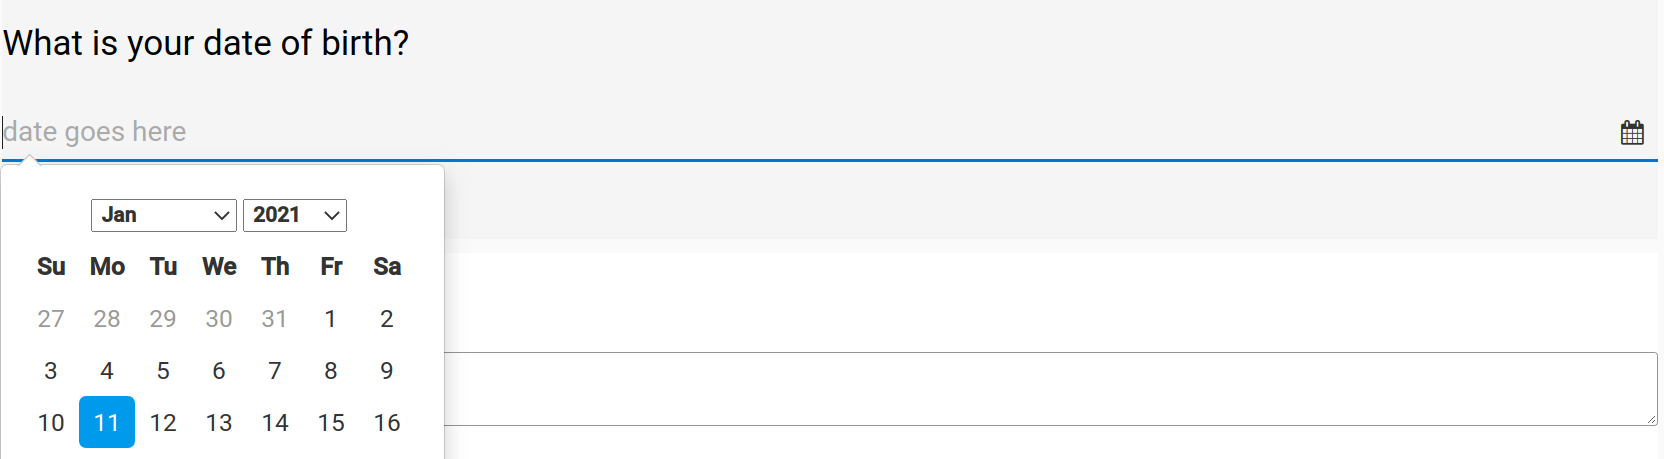 What is your date of birth?
date goes here
Jan 2021
Su Mo Tu We Th Fr Sa
27 28 29 30 31 1 2
3 4 5 6 7 8 9
10 11 12 13 14 15 16